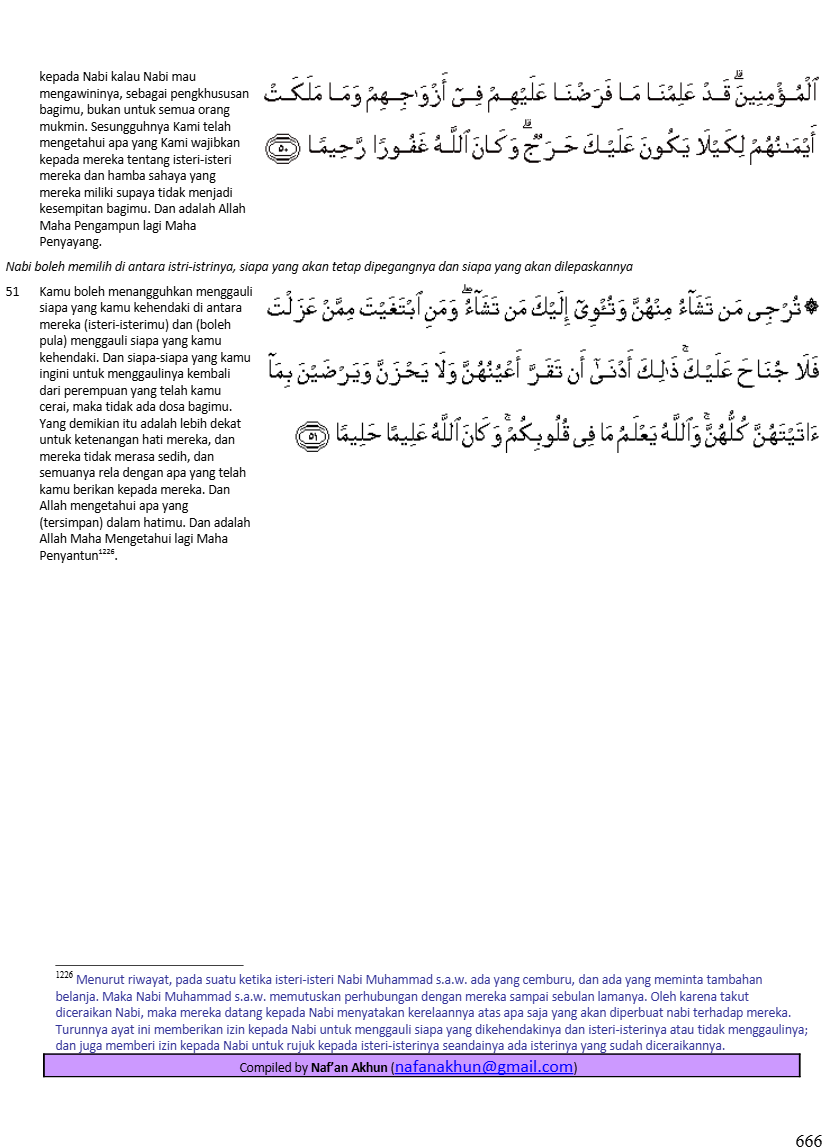 kepada Nabi kalau Nabi mau
mengawininya, sebagai pengkhususan
bagimu, bukan untuk semua orang
mukmin. Sesungguhnya Kami telah
mengetahui apa yang Kami wajibkan
kepada mereka tentang isteri-isteri
mereka dan hamba sahaya yang
mereka miliki supaya tidak menjadi
kesempitan bagimu. Dan adalah Allah
Maha Pengampun lagi Maha
Penyayang.
ٱلْمُؤْمِنِينَ ۗ قَدْ عَلِمْنَا مَا فَرَضْنَا عَلَيْهِمْ فِىٓ أَزْوَٰجِهِمْ وَمَا مَلَكَتْ
أَيْمَـٰنُهُمْ لِكَيْلَا يَكُونَ عَلَيْكَ حَرَجٌ ۗ وَكَانَ ٱللَّهُ غَفُورًا رَّحِيمًا ۝٥٠
Nabi boleh memilih di antara istri-istrinya, siapa yang akan tetap dipegangnya dan siapa yang akan dilepaskannya
51 Kamu boleh menangguhkan menggauli
siapa yang kamu kehendaki di antara
mereka (isteri-isterimu) dan (boleh
pula) menggauli siapa yang kamu
kehendaki. Dan siapa-siapa yang kamu
ingini untuk menggaulinya kembali
dari perempuan yang telah kamu
cerai, maka tidak ada dosa bagimu.
Yang demikian itu adalah lebih dekat
untuk ketenangan hati mereka, dan
mereka tidak merasa sedih, dan
semuanya rela dengan apa yang telah
kamu berikan kepada mereka. Dan
Allah mengetahui apa yang
(tersimpan) dalam hatimu. Dan adalah
Allah Maha Mengetahui lagi Maha
Penyantun¹²²⁶.
۞ تُرْجِى مَن تَشَآءُ مِنْهُنَّ وَتُـْٔوِىٓ إِلَيْكَ مَن تَشَآءُ ۖ وَمَنِ ٱبْتَغَيْتَ مِمَّنْ عَزَلْتَ
فَلَا جُنَاحَ عَلَيْكَ ۚ ذَٰلِكَ أَدْنَىٰٓ أَن تَقَرَّ أَعْيُنُهُنَّ وَلَا يَحْزَنَّ وَيَرْضَيْنَ بِمَآ
ءَاتَيْتَهُنَّ كُلُّهُنَّ ۚ وَٱللَّهُ يَعْلَمُ مَا فِى قُلُوبِكُمْ ۚ وَكَانَ ٱللَّهُ عَلِيمًا حَلِيمًا ۝٥١
¹²²⁶ Menurut riwayat, pada suatu ketika isteri-isteri Nabi Muhammad s.a.w. ada yang cemburu, dan ada yang meminta tambahan
belanja. Maka Nabi Muhammad s.a.w. memutuskan perhubungan dengan mereka sampai sebulan lamanya. Oleh karena takut
diceraikan Nabi, maka mereka datang kepada Nabi menyatakan kerelaannya atas apa saja yang akan diperbuat nabi terhadap mereka.
Turunnya ayat ini memberikan izin kepada Nabi untuk menggauli siapa yang dikehendakinya dan isteri-isterinya atau tidak menggaulinya;
dan juga memberi izin kepada Nabi untuk rujuk kepada isteri-isterinya seandainya ada isterinya yang sudah diceraikannya.
Compiled by Naf’an Akhun (nafanakhun@gmail.com)
666